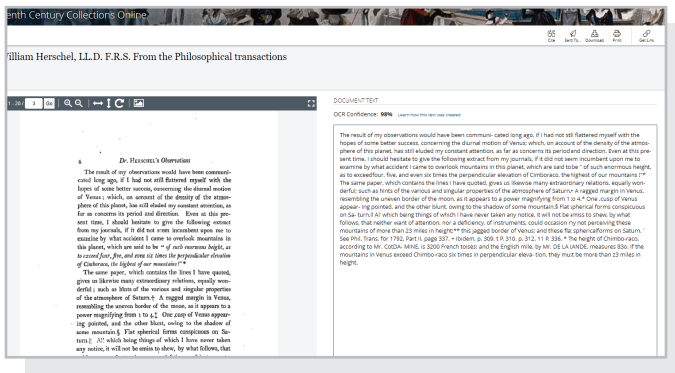 enth Century Collections Online
Cite Send To... Download Print Get Link
illiam Herschel, LL.D. F.R.S. From the Philosophical transactions
1 - 20 / 3 Go
DOCUMENT TEXT
OCR Confidence: 98% Learn how this text was created
6 Dr. HERSCHEL's Observations
The result of my observations would have been communi-
cated long ago, if I had not still flattered myself with the
hopes of some better success, concerning the diurnal motion
of Venus; which, on account of the density of the atmos-
phere of this planet, has still eluded my constant attention, as
far as concerns its period and direction. Even at this pre-
sent time, I should hesitate to give the following extract
from my journals, if it did not seem incumbent upon me to
examine by what accident I came to overlook mountains in
this planet, which are said to be " of such enormous height, as
to exceed four, five, and even six times the perpendicular elevation
of Cimboraco, the highest of our mountains !"*
The same paper, which contains the lines I have quoted,
gives us likewise many extraordinary relations, equally won-
derful; such as hints of the various and singular properties
of the atmosphere of Saturn.† A ragged margin in Venus,
resembling the uneven border of the moon, as it appears to a
power magnifying from 1 to 4.‡ One cusp of Venus appear-
ing pointed, and the other blunt, owing to the shadow of
some mountain.§ Flat spherical forms conspicuous on Sa-
turn.|| All which being things of which I have never taken
any notice, it will not be amiss to shew, by what follows, that
The result of my observations would have been communi- cated long ago, if I had not still flattered myself with the
hopes of some better success, concerning the diurnal motion of Venus: which, on account of the density of the atmos-
phere of this planet, has still eluded my constant attention, as far as concerns its periodand direction. Even at this pre-
sent time, I should hesitate to give the following extract from my journals, if it did not seem incumbent upon me to
examine by what accident I came to overlook mountains in this planet, which are said to be " of such enormous height,
as to exceedfour, five, and even six times the perpendicular elevation of Cimboraco, the highest of our mountains !"*
The same paper, which contains the lines I have quoted, gives us likewise many extraordinary relations, equally won-
derful; such as hints of the various and singular properties of the atmosphere of Saturn.† A ragged margin in Venus,
resembling the uneven border of the moon, as it appears to a power magnifying from 1 to 4.* One .cusp of Venus
appear- ing pointed, and the other blunt, owing to the shadow of some mountain.§ Flat spherical forms conspicuous
on Sa- turn.|| A!' which being things of which I have never taken any notice, it will not be amiss to shew, by what
follows, that neither want of attention, nor a deficiency of instruments, could occasion my not perceiving these
mountains of more than 23 miles in height;** this jagged border of venus; and these fla: sphericalforms on Saturn. '
See Phil. Trans. for 1792. Part II. page 337. + ibidem. p. 309. t P. 310. p. 312. 11 P. 336. * The height of Chimbo-raco.
according to Mr. CotDA- MINE. is 3200 French toises: and the English mile, by Mr. DE LA lANDE. measures 83o. if the
mountains in Venus exceed Chimbo-raco six times in perpendicular eleva- tion, they must be more than 23 miles in
height.